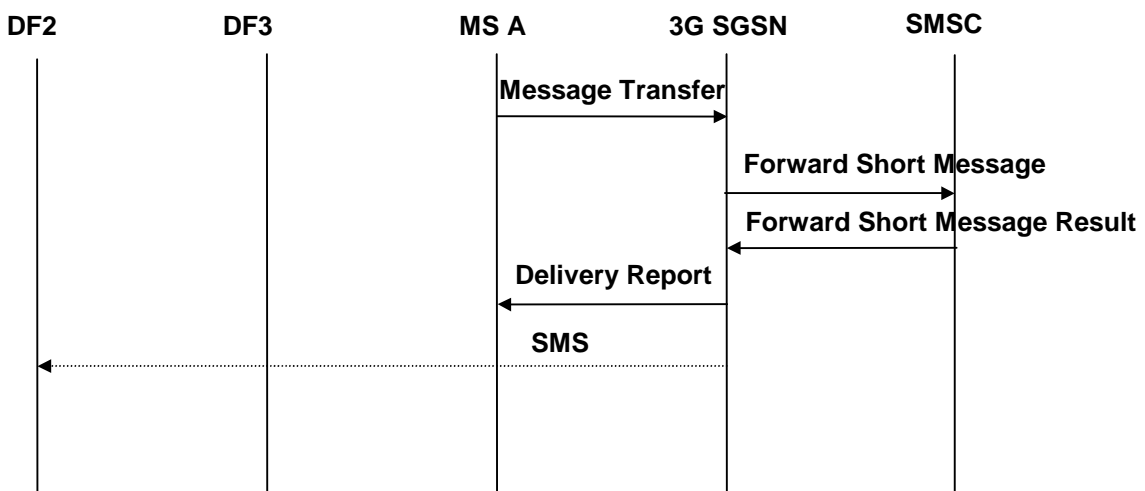 DF2 DF3 MS A 3G SGSN SMSC
Message Transfer
Forward Short Message
Forward Short Message Result
Delivery Report
SMS